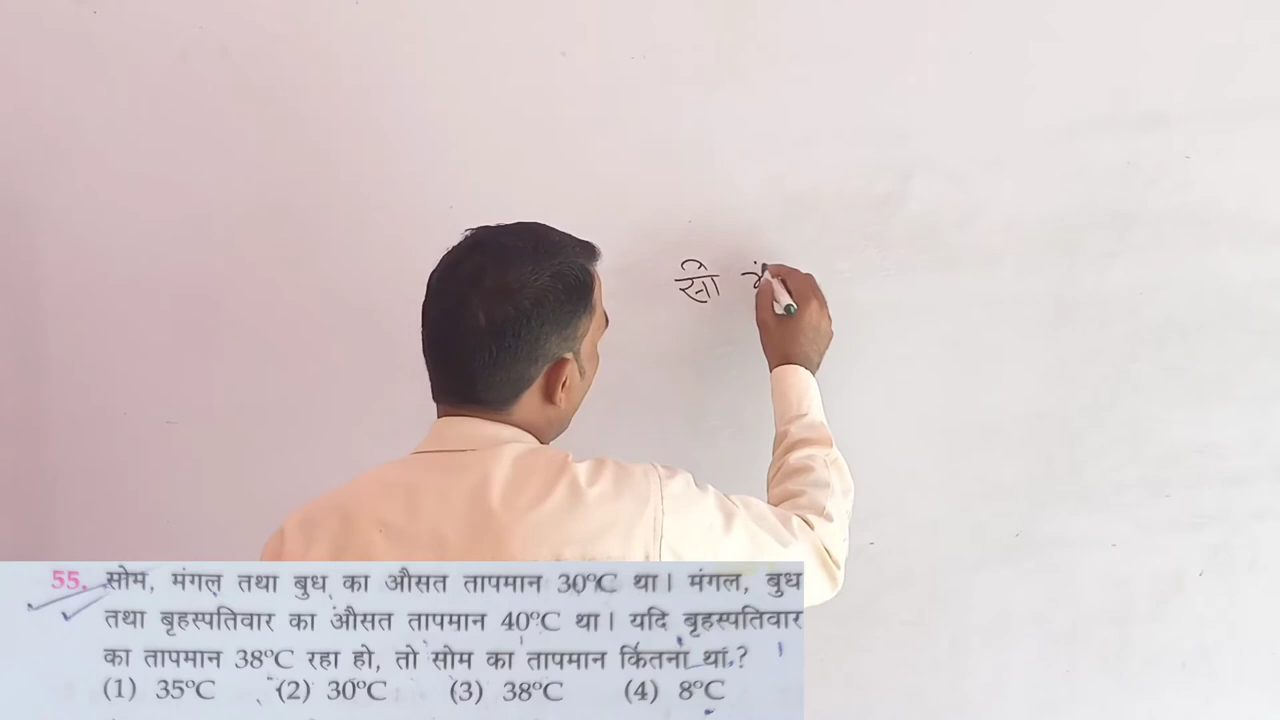 सो मं
55. सोम, मंगल तथा बुध का औसत तापमान 30°C था। मंगल, बुध
तथा बृहस्पतिवार का औसत तापमान 40°C था। यदि बृहस्पतिवार
का तापमान 38°C रहा हो, तो सोम का तापमान कितना था ?
(1) 35°C (2) 30°C (3) 38°C (4) 8°C